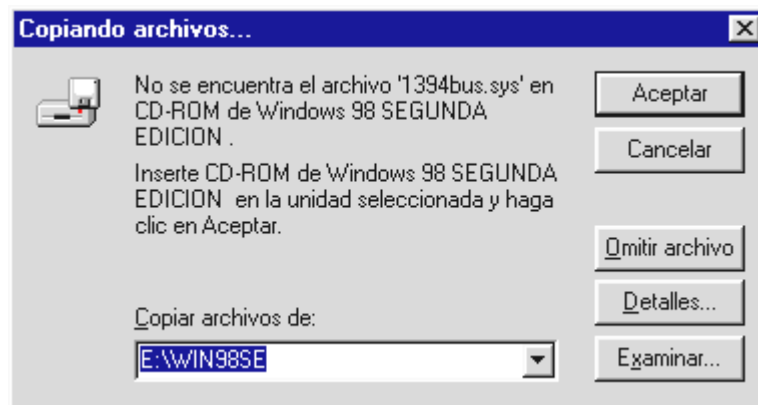 Copiando archivos...
No se encuentra el archivo '1394bus.sys' en
CD-ROM de Windows 98 SEGUNDA
EDICION .
Inserte CD-ROM de Windows 98 SEGUNDA
EDICION  en la unidad seleccionada y haga
clic en Aceptar.
Copiar archivos de:
E:\WIN98SE
Aceptar
Cancelar
Omitir archivo
Detalles...
Examinar...